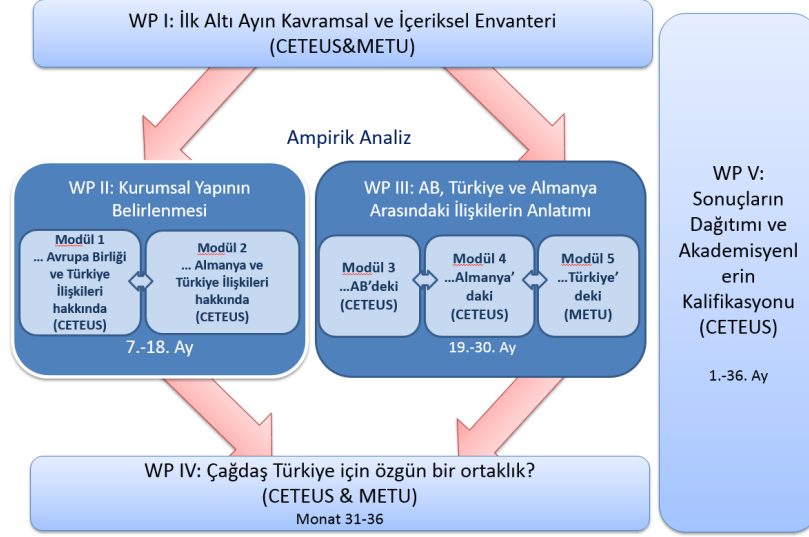 WP I: İlk Altı Ayın Kavramsal ve İçeriksel Envanteri
(CETEUS&METU)
Ampirik Analiz
WP II: Kurumsal Yapının
Belirlenmesi
Modül 1
... Avrupa Birliği
ve Türkiye
İlişkileri
hakkında
(CETEUS)
Modül 2
... Almanya ve
Türkiye İlişkileri
hakkında
(CETEUS)
7.-18. Ay
WP III: AB, Türkiye ve Almanya
Arasındaki İlişkilerin Anlatımı
Modül 3
...AB’deki
(CETEUS)
Modül 4
...Almanya’
daki
(CETEUS)
Modül 5
...Türkiye’
deki
(METU)
19.-30. Ay
WP IV: Çağdaş Türkiye için özgün bir ortaklık?
(CETEUS & METU)
Monat 31-36
WP V:
Sonuçların
Dağıtımı ve
Akademisyenl
erin
Kalifikasyonu
(CETEUS)
1.-36. Ay